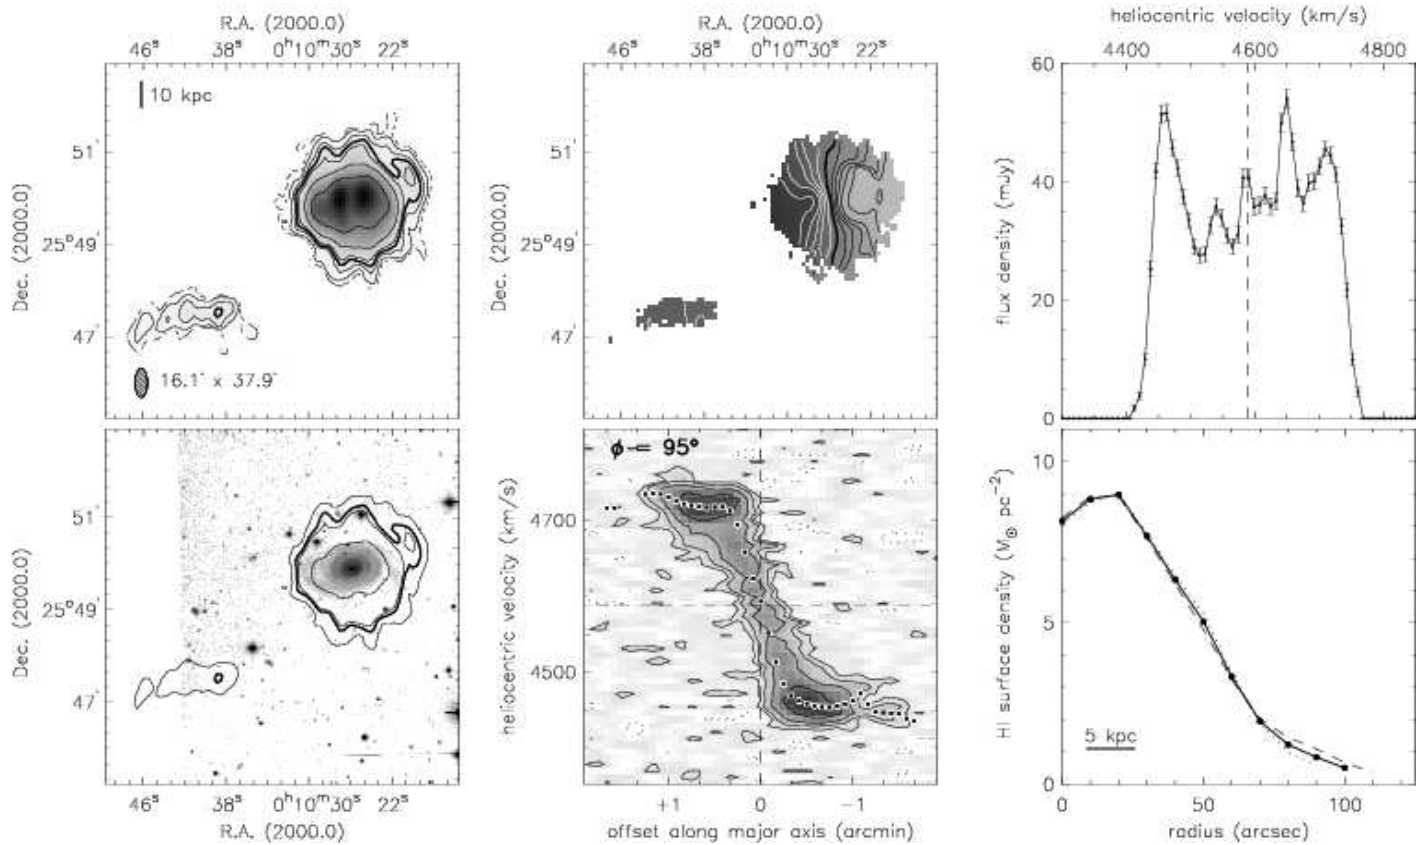 R.A. (2000.0)
46ˢ 38ˢ 0ʰ10ᵐ30ˢ 22ˢ
10 kpc
51'
25°49'
47'
Dec. (2000.0)
16.1" x 37.9"
R.A. (2000.0)
46ˢ 38ˢ 0ʰ10ᵐ30ˢ 22ˢ
51'
25°49'
47'
Dec. (2000.0)
heliocentric velocity (km/s)
4400 4600 4800
60
40
20
0
flux density (mJy)
51'
25°49'
47'
Dec. (2000.0)
46ˢ 38ˢ 0ʰ10ᵐ30ˢ 22ˢ
R.A. (2000.0)
ϕ = 95°
4700
4500
heliocentric velocity (km/s)
+1 0 −1
offset along major axis (arcmin)
10
5
0
HI surface density (M⊙ pc⁻²)
5 kpc
0 50 100
radius (arcsec)